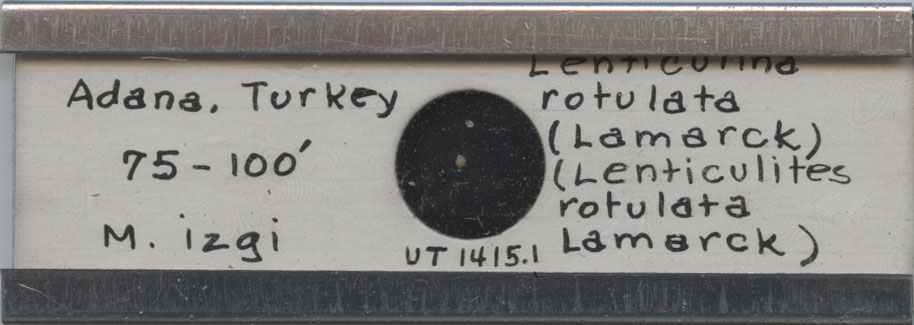 Adana, Turkey
75-100'
M. izgi
UT 1415.1
Lenticulina
rotulata
(Lamarck)
(Lenticulites
rotulata
Lamarck)